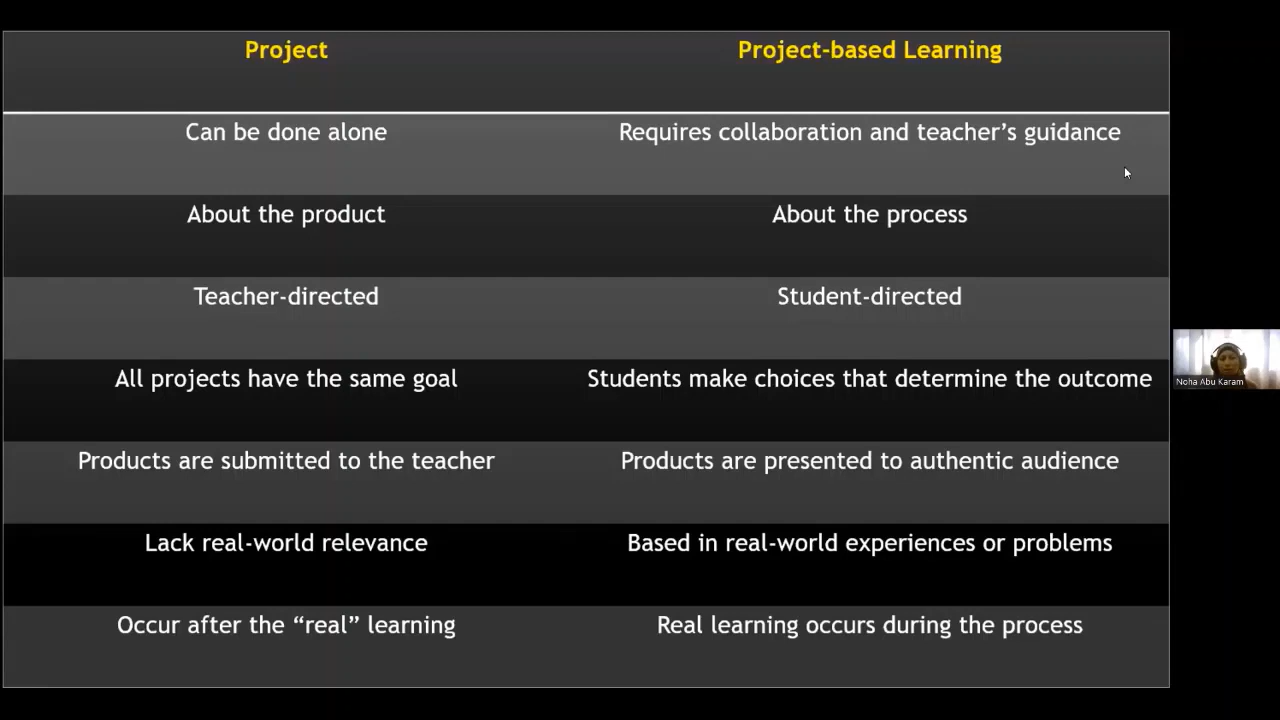 Project Project-based Learning
Can be done alone Requires collaboration and teacher’s guidance
About the product About the process
Teacher-directed Student-directed
All projects have the same goal Students make choices that determine the outcome
Products are submitted to the teacher Products are presented to authentic audience
Lack real-world relevance Based in real-world experiences or problems
Occur after the “real” learning Real learning occurs during the process
Noha Abu Karam